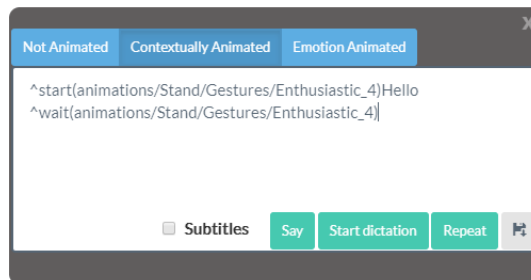 X
Not Animated Contextually Animated Emotion Animated
^start(animations/Stand/Gestures/Enthusiastic_4)Hello
^wait(animations/Stand/Gestures/Enthusiastic_4)
Subtitles Say Start dictation Repeat